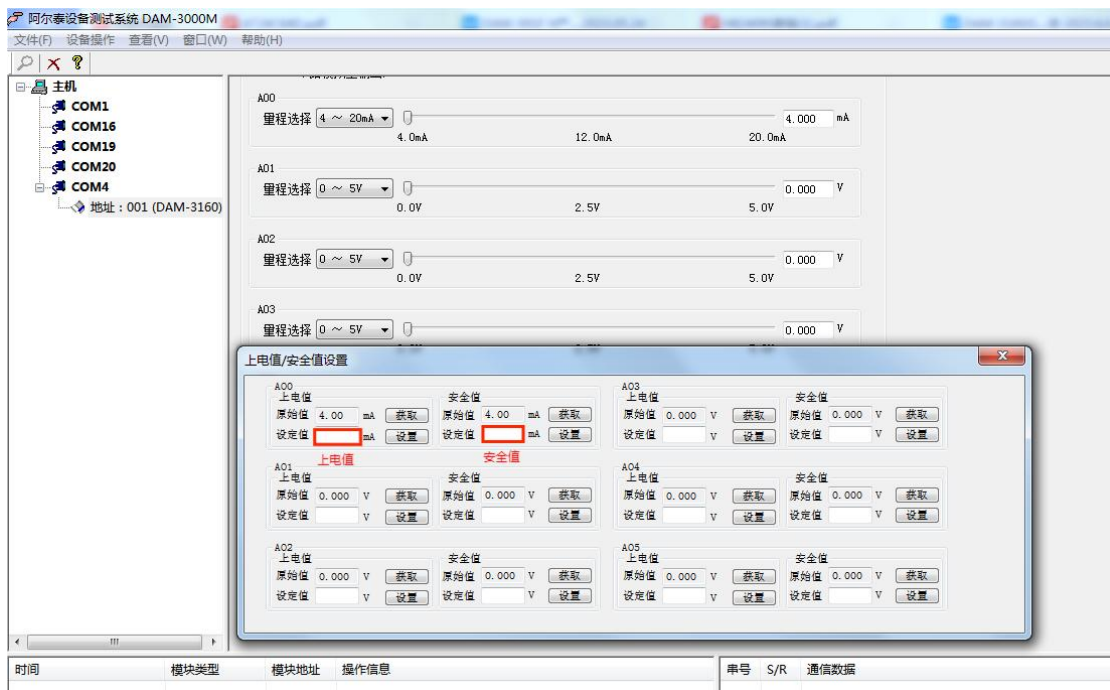 阿尔泰设备测试系统 DAM-3000M
文件(F) 设备操作 查看(V) 窗口(W) 帮助(H)
主机
COM1
COM16
COM19
COM20
COM4
地址：001 (DAM-3160)
AO0
量程选择 4 ～ 20mA 4.000 mA
4.0mA 12.0mA 20.0mA
AO1
量程选择 0 ～ 5V 0.000 V
0.0V 2.5V 5.0V
AO2
量程选择 0 ～ 5V 0.000 V
0.0V 2.5V 5.0V
AO3
量程选择 0 ～ 5V 0.000 V
上电值/安全值设置
AO0
上电值 安全值
原始值 4.00 mA 获取 原始值 4.00 mA 获取
设定值 mA 设置 设定值 mA 设置
上电值 安全值
AO1
上电值 安全值
原始值 0.000 V 获取 原始值 0.000 V 获取
设定值 V 设置 设定值 V 设置
AO2
上电值 安全值
原始值 0.000 V 获取 原始值 0.000 V 获取
设定值 V 设置 设定值 V 设置
AO3
上电值 安全值
原始值 0.000 V 获取 原始值 0.000 V 获取
设定值 V 设置 设定值 V 设置
AO4
上电值 安全值
原始值 0.000 V 获取 原始值 0.000 V 获取
设定值 V 设置 设定值 V 设置
AO5
上电值 安全值
原始值 0.000 V 获取 原始值 0.000 V 获取
设定值 V 设置 设定值 V 设置
时间 模块类型 模块地址 操作信息 串号 S/R 通信数据